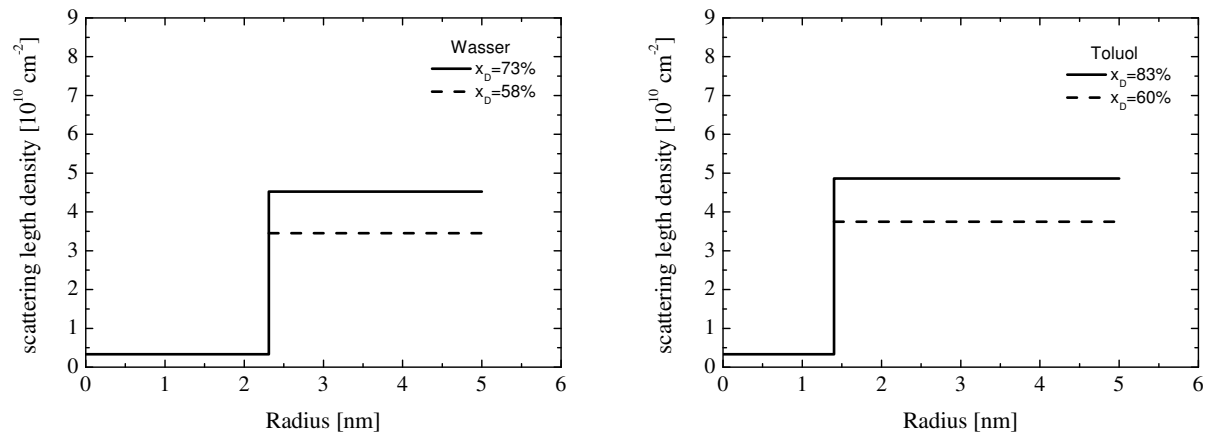 9
8
7
6
5
4
3
2
1
0
scattering legth density [10^10 cm^-2]
Wasser
x_D=73%
x_D=58%
0 1 2 3 4 5 6
Radius [nm]
9
8
7
6
5
4
3
2
1
0
scattering legth density [10^10 cm^-2]
Toluol
x_D=83%
x_D=60%
0 1 2 3 4 5 6
Radius [nm]